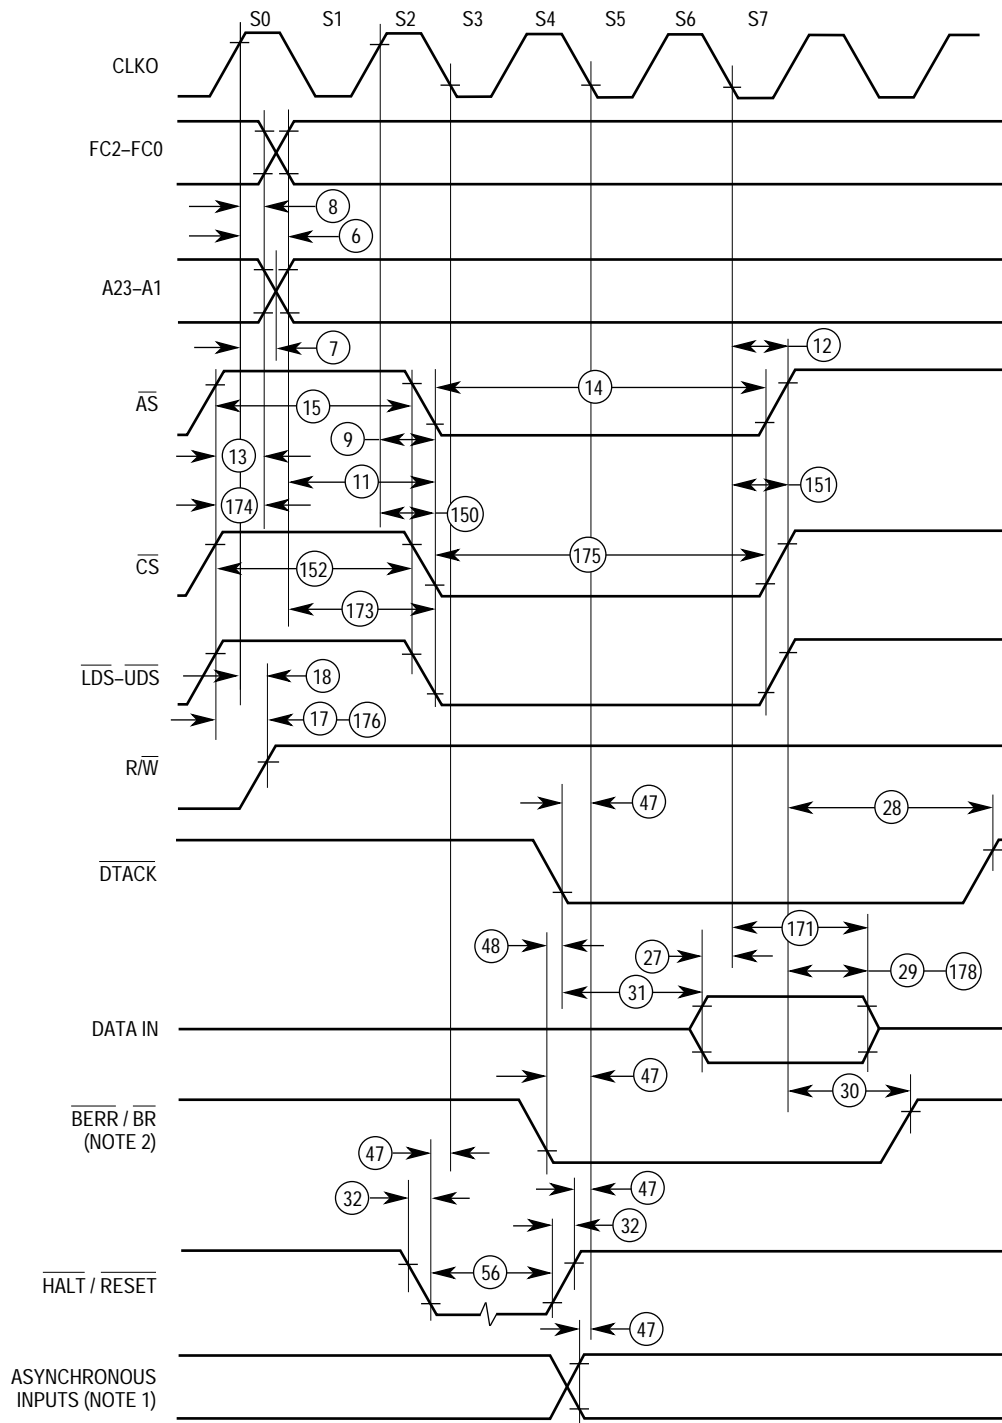 S0 S1 S2 S3 S4 S5 S6 S7
CLKO
FC2–FC0
8
6
A23–A1
7
12
AS
14
15
9
13
11
151
174
150
CS
175
152
173
LDS–UDS
18
17 176
R/W
47
28
DTACK
171
48
27
29 178
31
DATA IN
47
30
BERR / BR
(NOTE 2)
47
47
32
32
HALT / RESET
56
47
ASYNCHRONOUS
INPUTS (NOTE 1)